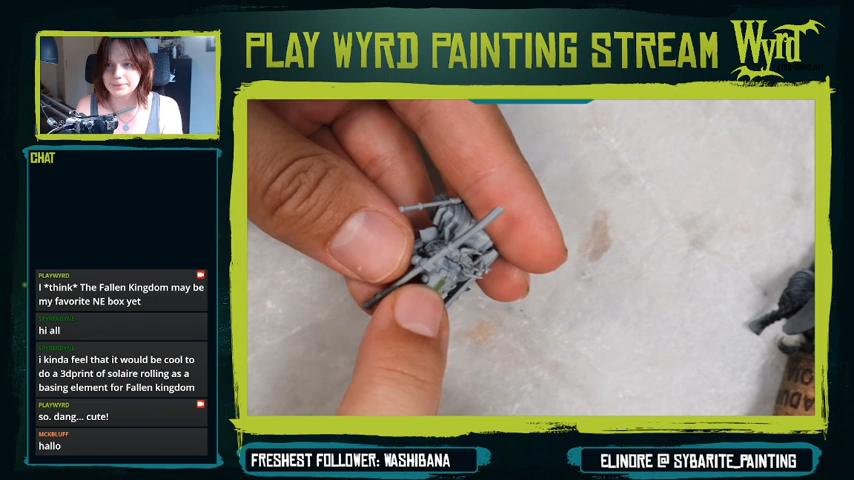 PLAY WYRD PAINTING STREAM
Wyrd
CHAT
PLAYWYRD
I *think* The Fallen Kingdom may be
my favorite NE box yet
hi all
i kinda feel that it would be cool to
do a 3dprint of solaire rolling as a
basing element for Fallen kingdom
PLAYWYRD
so. dang... cute!
MCKBLUFF
hallo
FRESHEST FOLLOWER: WASHIBANA
ELINORE @ SYBARITE_PAINTING